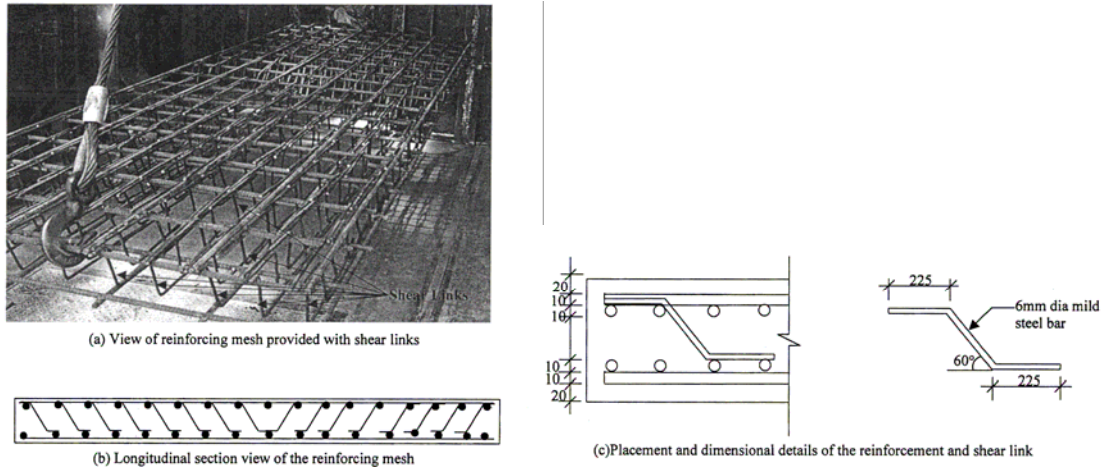 Shear Links
(a) View of reinforcing mesh provided with shear links
(b) Longitudinal section view of the reinforcing mesh
20
10
10
10
10
20
225
6mm dia mild
steel bar
60°
225
(c)Placement and dimensional details of the reinforcement and shear link